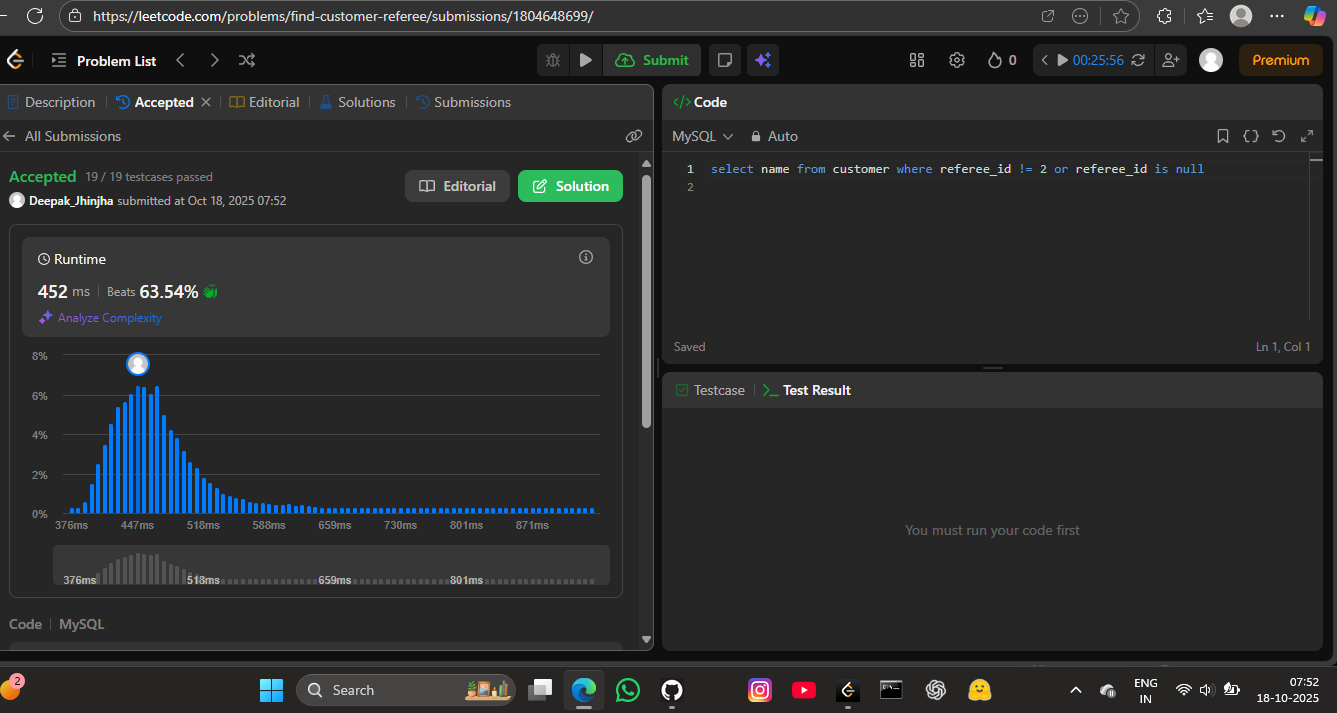 https://leetcode.com/problems/find-customer-referee/submissions/1804648699/
Problem List
Submit
0
00:25:56
Premium
Description
Accepted
Editorial
Solutions
Submissions
All Submissions
Accepted 19 / 19 testcases passed
Deepak_Jhinjha submitted at Oct 18, 2025 07:52
Editorial
Solution
Runtime
452 ms Beats 63.54%
Analyze Complexity
8%
6%
4%
2%
0%
376ms 447ms 518ms 588ms 659ms 730ms 801ms 871ms
376ms 518ms 659ms 801ms
Code | MySQL
</> Code
MySQL Auto
1 select name from customer where referee_id != 2 or referee_id is null
2
Saved
Ln 1, Col 1
Testcase
>_ Test Result
You must run your code first
2
Search
ENG
IN
07:52
18-10-2025